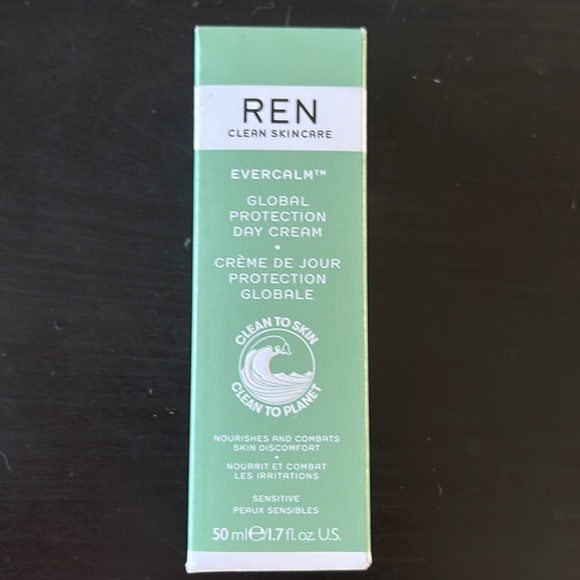 REN
CLEAN SKINCARE
EVERCALM™
GLOBAL
PROTECTION
DAY CREAM
•
CRÈME DE JOUR
PROTECTION
GLOBALE
CLEAN TO SKIN
CLEAN TO PLANET
NOURISHES AND COMBATS
SKIN DISCOMFORT
•
NOURRIT ET COMBAT
LES IRRITATIONS
SENSITIVE
PEAUX SENSIBLES
50 ml℮/1.7 fl.oz. U.S.